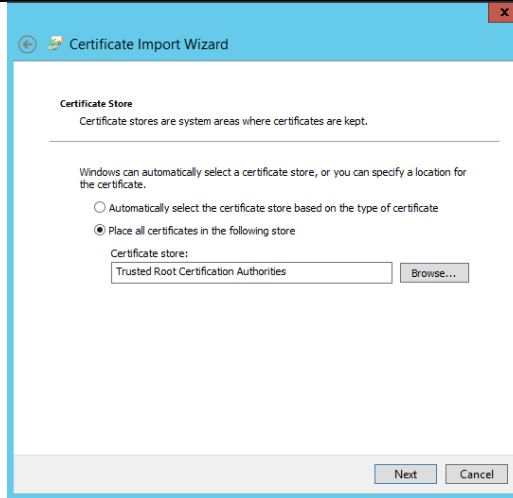 Certificate Import Wizard
Certificate Store
Certificate stores are system areas where certificates are kept.
Windows can automatically select a certificate store, or you can specify a location for
the certificate.
Automatically select the certificate store based on the type of certificate
Place all certificates in the following store
Certificate store:
Trusted Root Certification Authorities
Browse...
Next
Cancel